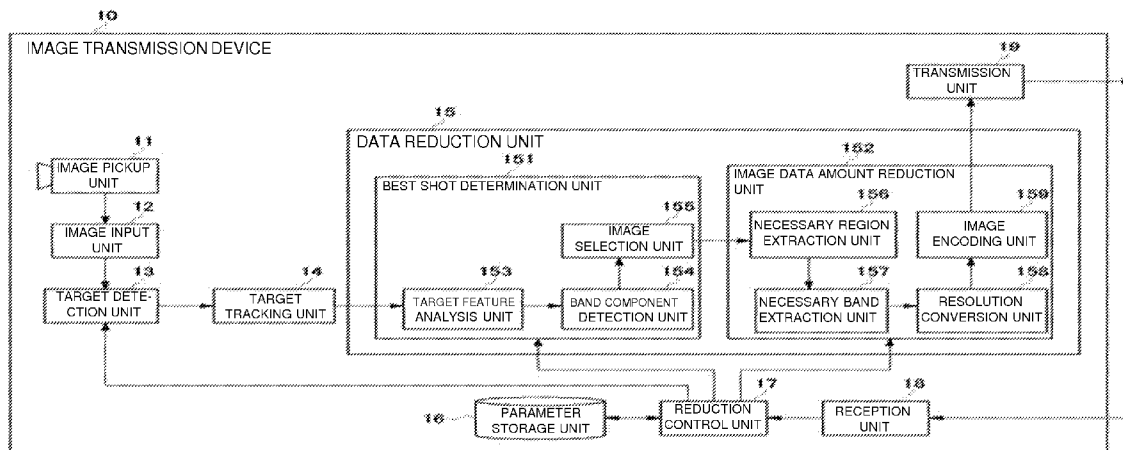 10
IMAGE TRANSMISSION DEVICE
19
TRANSMISSION
UNIT
15
DATA REDUCTION UNIT
11
IMAGE PICKUP
UNIT
151
BEST SHOT DETERMINATION UNIT
152
IMAGE DATA AMOUNT REDUCTION
UNIT
12
IMAGE INPUT
UNIT
155
IMAGE
SELECTION UNIT
156
NECESSARY REGION
EXTRACTION UNIT
159
IMAGE
ENCODING UNIT
13
TARGET DETE-
CTION UNIT
14
TARGET
TRACKING UNIT
153
TARGET FEATURE
ANALYSIS UNIT
154
BAND COMPONENT
DETECTION UNIT
157
NECESSARY BAND
EXTRACTION UNIT
158
RESOLUTION
CONVERSION UNIT
16
PARAMETER
STORAGE UNIT
17
REDUCTION
CONTROL UNIT
18
RECEPTION
UNIT